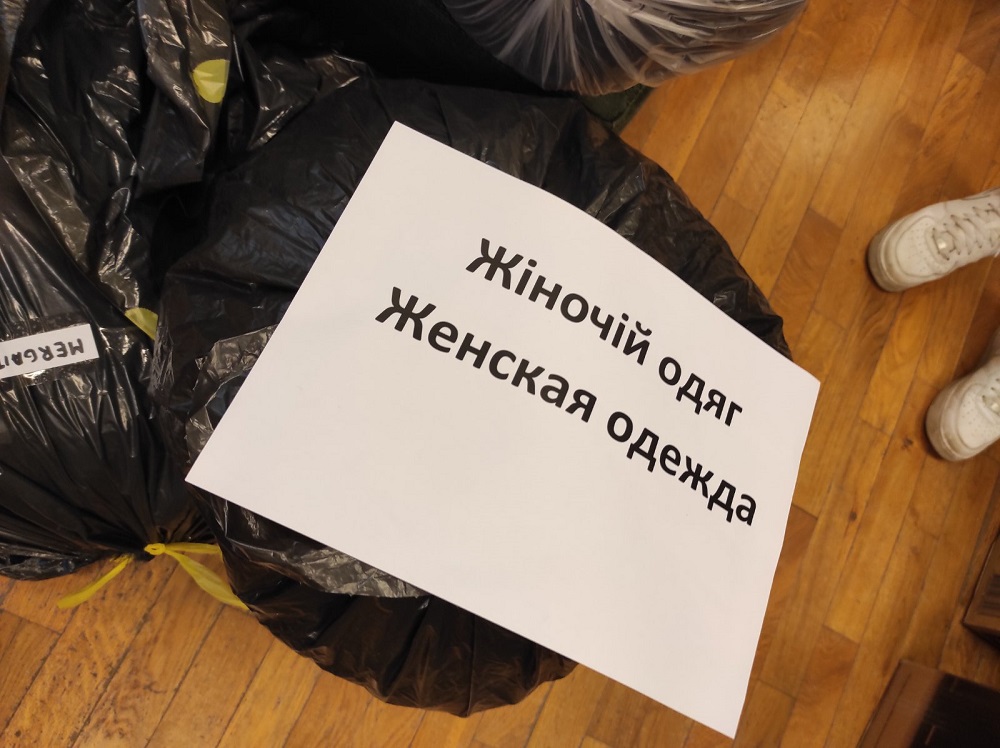 Жіночій одяг
Женская одежда